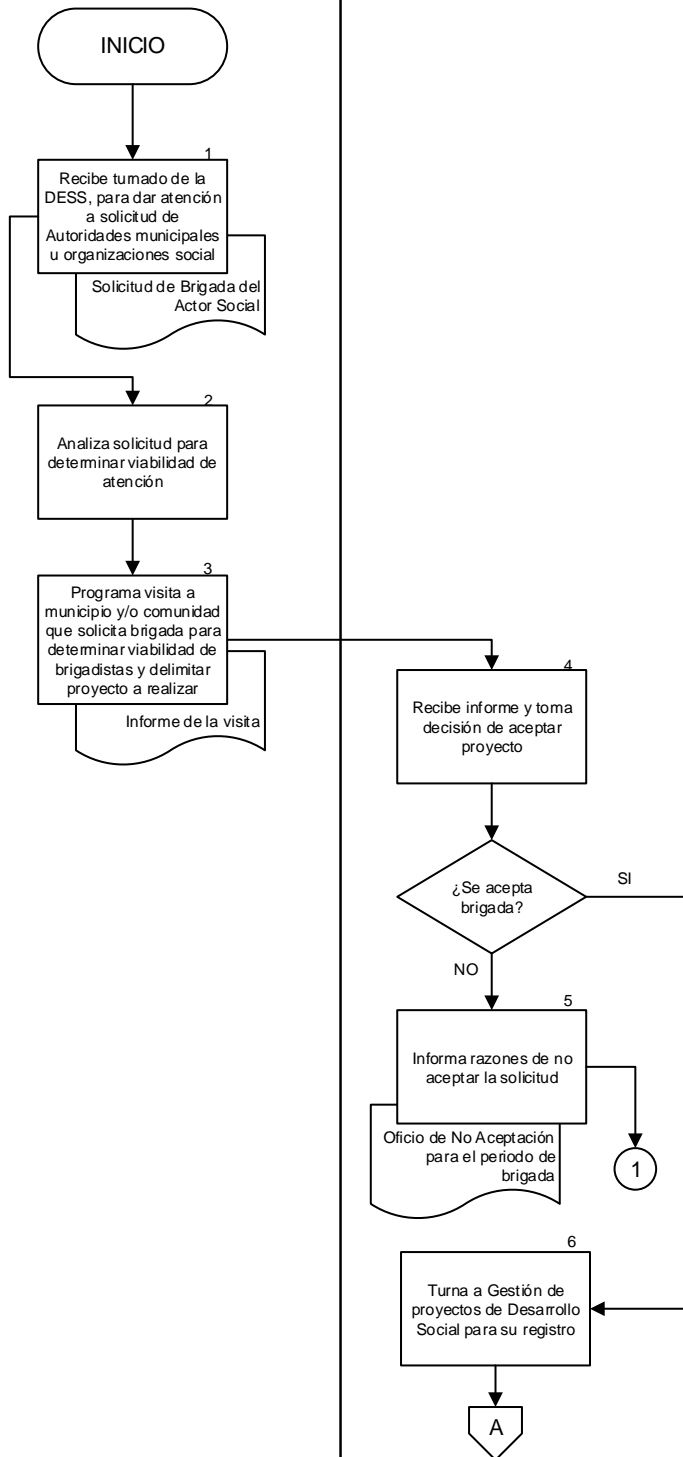 INICIO
1
Recibe turnado de la
DESS, para dar atención
a solicitud de
Autoridades municipales
u organizaciones social
Solicitud de Brigada del
Actor Social
2
Analiza solicitud para
determinar viabilidad de
atención
3
Programa visita a
municipio y/o comunidad
que solicita brigada para
determinar viabilidad de
brigadistas y delimitar
proyecto a realizar
Informe de la visita
4
Recibe informe y toma
decisión de aceptar
proyecto
¿Se acepta
brigada?
SI
NO
5
Informa razones de no
aceptar la solicitud
Oficio de No Aceptación
para el periodo de
brigada
1
6
Turna a Gestión de
proyectos de Desarrollo
Social para su registro
A